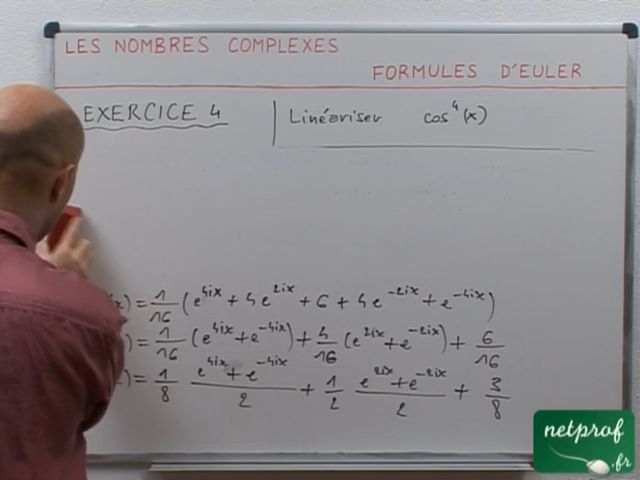 LES NOMBRES COMPLEXES
FORMULES D'EULER
EXERCICE 4
Linéariser cos⁴(x)
x) = 1/16 (e^{4ix} + 4e^{2ix} + 6 + 4e^{-2ix} + e^{-4ix})
) = 1/16 (e^{4ix} + e^{-4ix}) + 4/16 (e^{2ix} + e^{-2ix}) + 6/16
) = 1/8 (e^{4ix} + e^{-4ix})/2 + 1/2 (e^{2ix} + e^{-2ix})/2 + 3/8
netprof
.fr